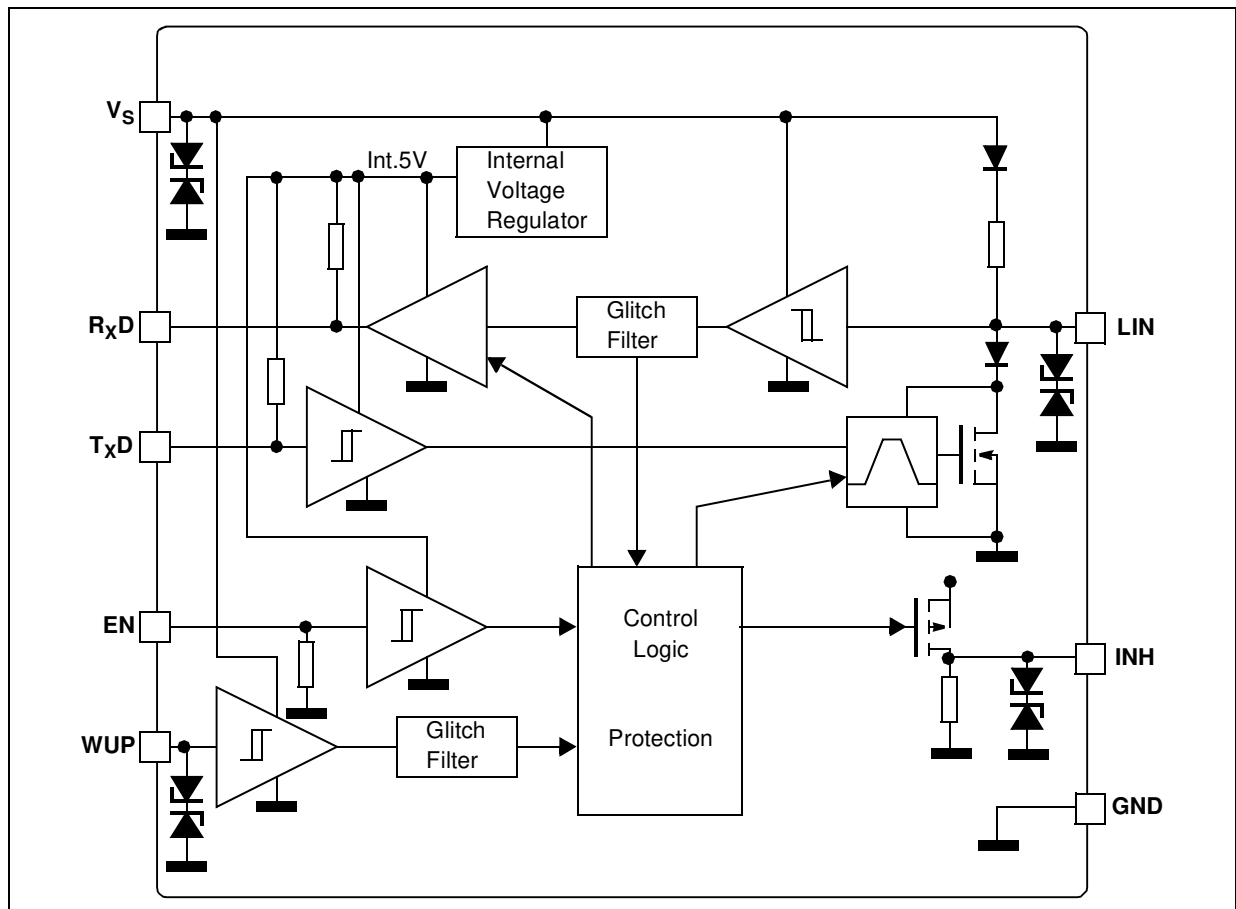 VS
Int.5V
Internal
Voltage
Regulator
RXD
Glitch
Filter
LIN
TXD
EN
Control
Logic
INH
WUP
Glitch
Filter
Protection
GND